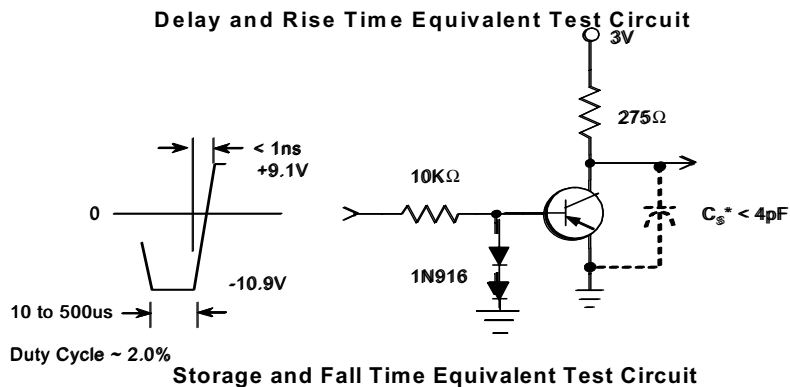 Delay and Rise Time Equivalent Test Circuit
3V
275Ω
< 1ns
+9.1V
10KΩ
0
Cs* < 4pF
1N916
-10.9V
10 to 500us
Duty Cycle ~ 2.0%
Storage and Fall Time Equivalent Test Circuit